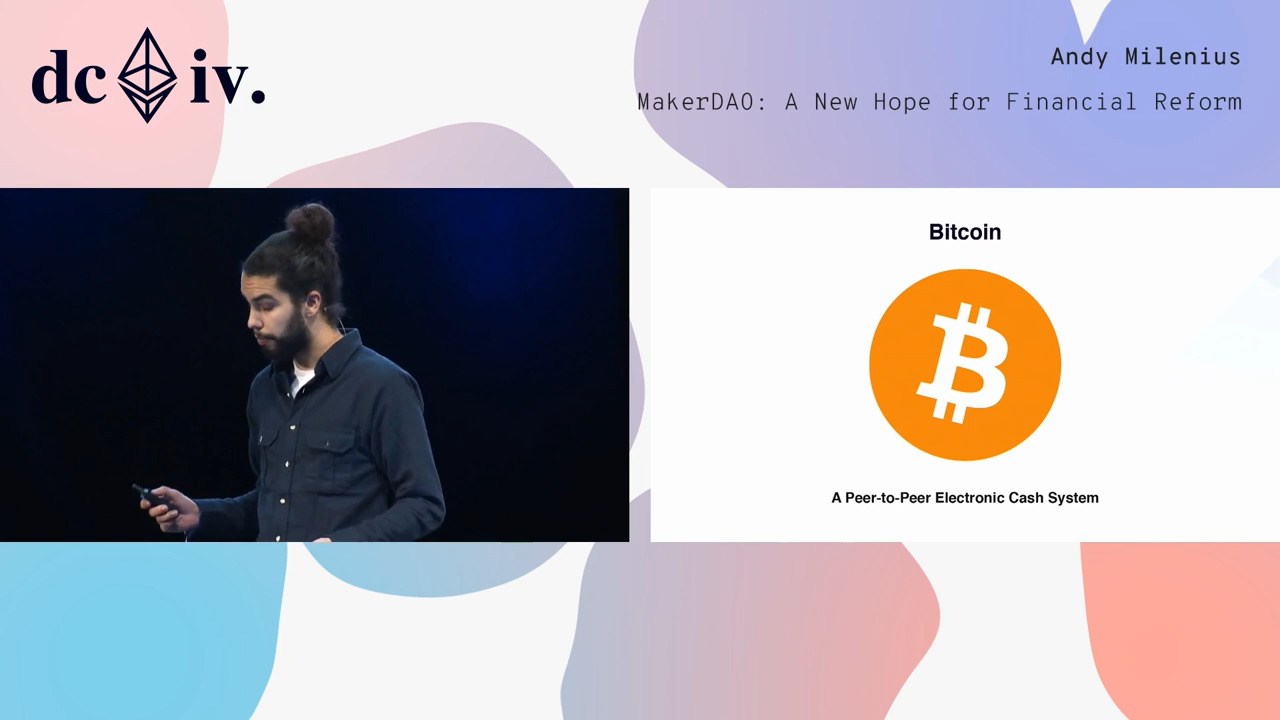 dc iv.
Andy Milenius
MakerDAO: A New Hope for Financial Reform
Bitcoin
A Peer-to-Peer Electronic Cash System